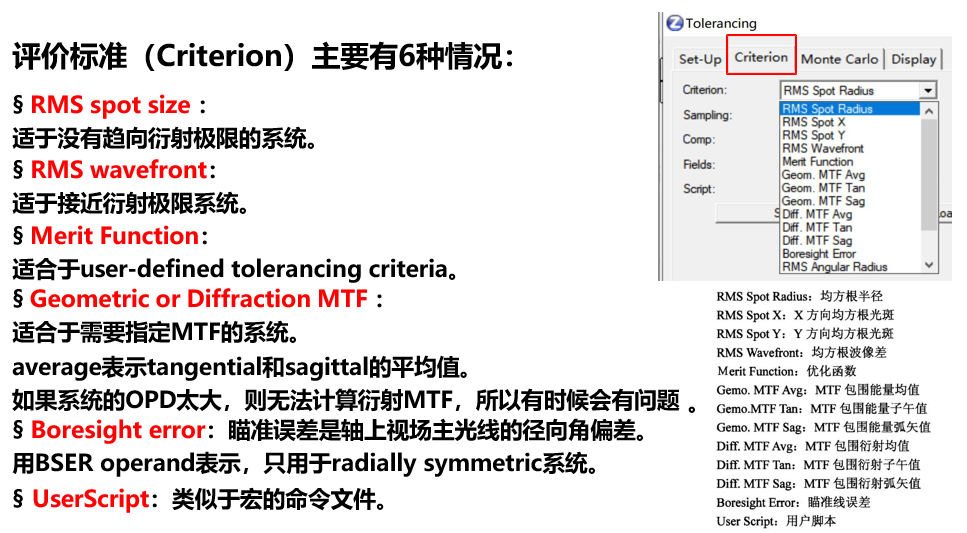 评价标准（Criterion）主要有6种情况：
§ RMS spot size：
适于没有趋向衍射极限的系统。
§ RMS wavefront：
适于接近衍射极限系统。
§ Merit Function：
适合于user-defined tolerancing criteria。
§ Geometric or Diffraction MTF：
适合于需要指定MTF的系统。
average表示tangential和sagittal的平均值。
如果系统的OPD太大，则无法计算衍射MTF，所以有时候会有问题 。
§ Boresight error：瞄准误差是轴上视场主光线的径向角偏差。
用BSER operand表示，只用于radially symmetric系统。
§ UserScript：类似于宏的命令文件。
Tolerancing
Set-Up Criterion Monte Carlo Display
Criterion: RMS Spot Radius
Sampling:
Comp:
Fields:
Script:
RMS Spot Radius
RMS Spot X
RMS Spot Y
RMS Wavefront
Merit Function
Geom. MTF Avg
Geom. MTF Tan
Geom. MTF Sag
Diff. MTF Avg
Diff. MTF Tan
Diff. MTF Sag
Boresight Error
RMS Angular Radius
RMS Spot Radius：均方根半径
RMS Spot X：X 方向均方根光斑
RMS Spot Y：Y 方向均方根光斑
RMS Wavefront：均方根波像差
Merit Function：优化函数
Gemo. MTF Avg：MTF 包围能量均值
Gemo.MTF Tan：MTF 包围能量子午值
Gemo. MTF Sag：MTF 包围能量弧矢值
Diff. MTF Avg：MTF 包围衍射均值
Diff. MTF Tan：MTF 包围衍射子午值
Diff. MTF Sag：MTF 包围衍射弧矢值
Boresight Error：瞄准线误差
User Script：用户脚本